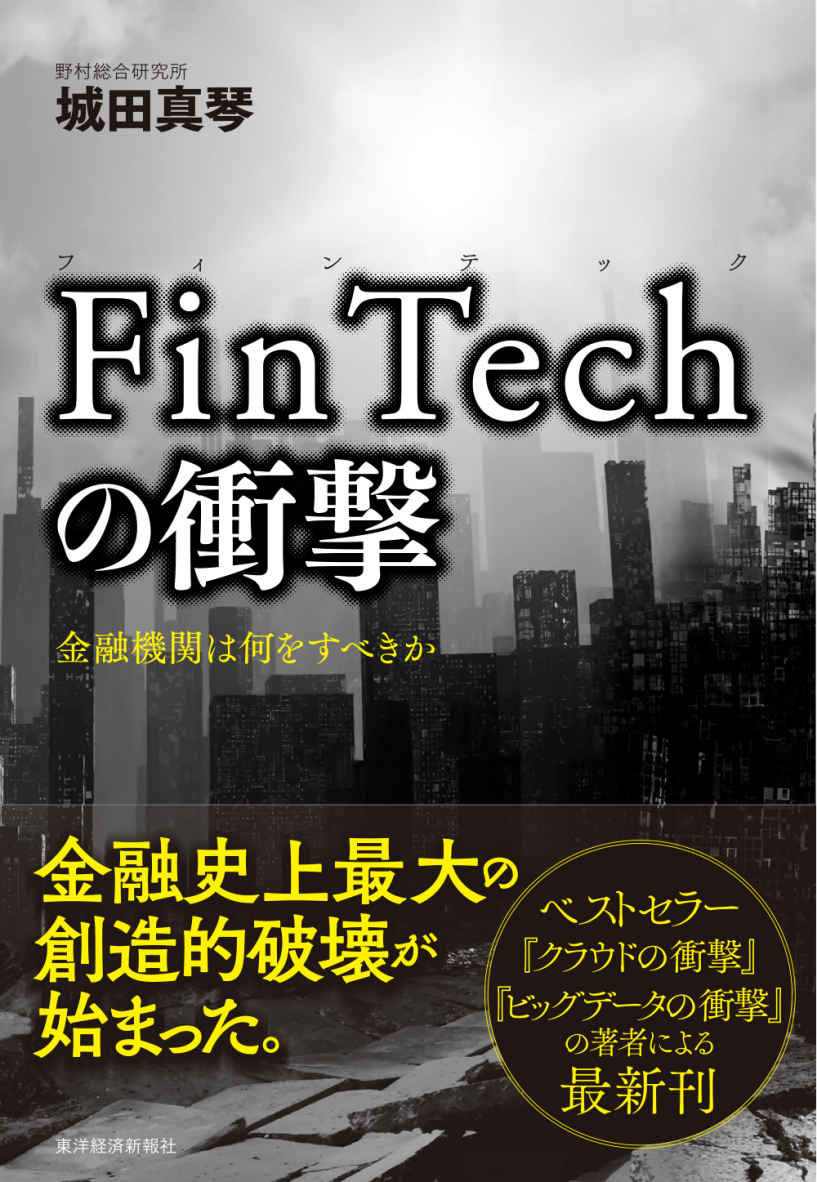 野村総合研究所
城田真琴
フィンテック
FinTech
の衝撃
金融機関は何をすべきか
金融史上最大の
創造的破壊が
始まった。
ベストセラー
『クラウドの衝撃』
『ビッグデータの衝撃』
の著者による
最新刊
東洋経済新報社